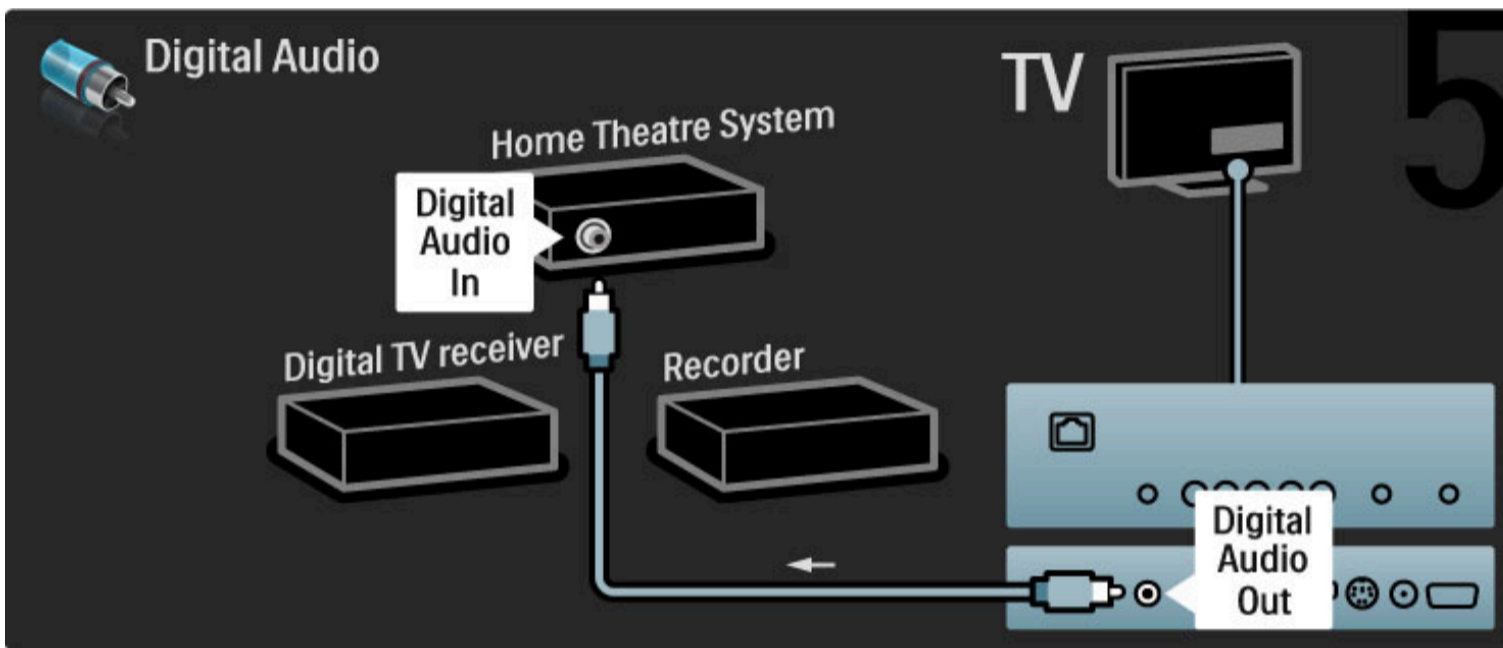 Digital Audio
TV
5
Home Theatre System
Digital
Audio
In
Digital TV receiver
Recorder
Digital
Audio
Out